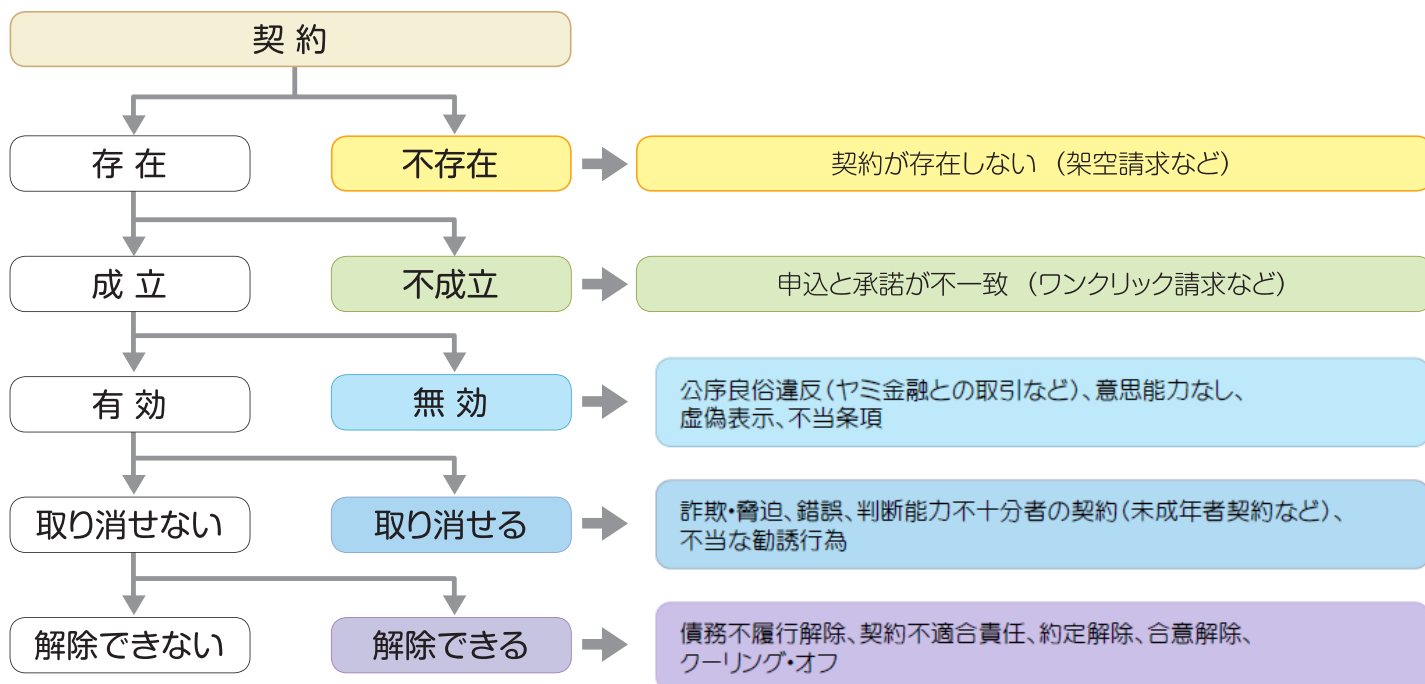 契 約
存 在
不存在
契約が存在しない （架空請求など）
成 立
不成立
申込と承諾が不一致 （ワンクリック請求など）
有 効
無 効
公序良俗違反（ヤミ金融との取引など）、意思能力なし、
虚偽表示、不当条項
取り消せない
取り消せる
詐欺・脅迫、錯誤、判断能力不十分者の契約（未成年者契約など）、
不当な勧誘行為
解除できない
解除できる
債務不履行解除、契約不適合責任、約定解除、合意解除、
クーリング・オフ